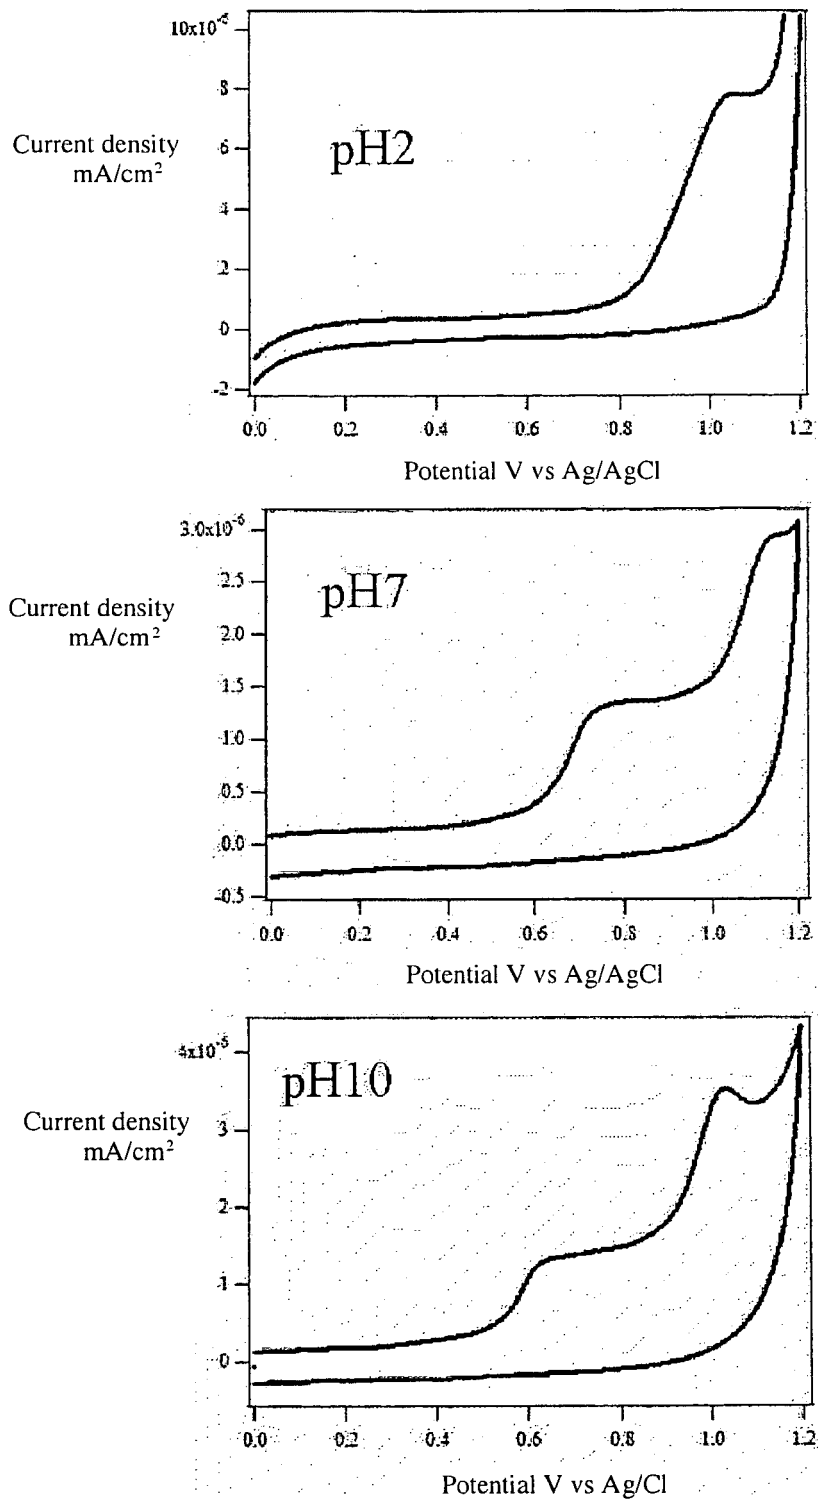 10x10⁻⁶
8
6
4
2
0
-2
Current density
mA/cm²
pH2
0.0 0.2 0.4 0.6 0.8 1.0 1.2
Potential V vs Ag/AgCl
3.0x10⁻⁶
2.5
2.0
1.5
1.0
0.5
0.0
-0.5
Current density
mA/cm²
pH7
0.0 0.2 0.4 0.6 0.8 1.0 1.2
Potential V vs Ag/AgCl
4x10⁻⁵
3
2
1
0
Current density
mA/cm²
pH10
0.0 0.2 0.4 0.6 0.8 1.0 1.2
Potential V vs Ag/Cl